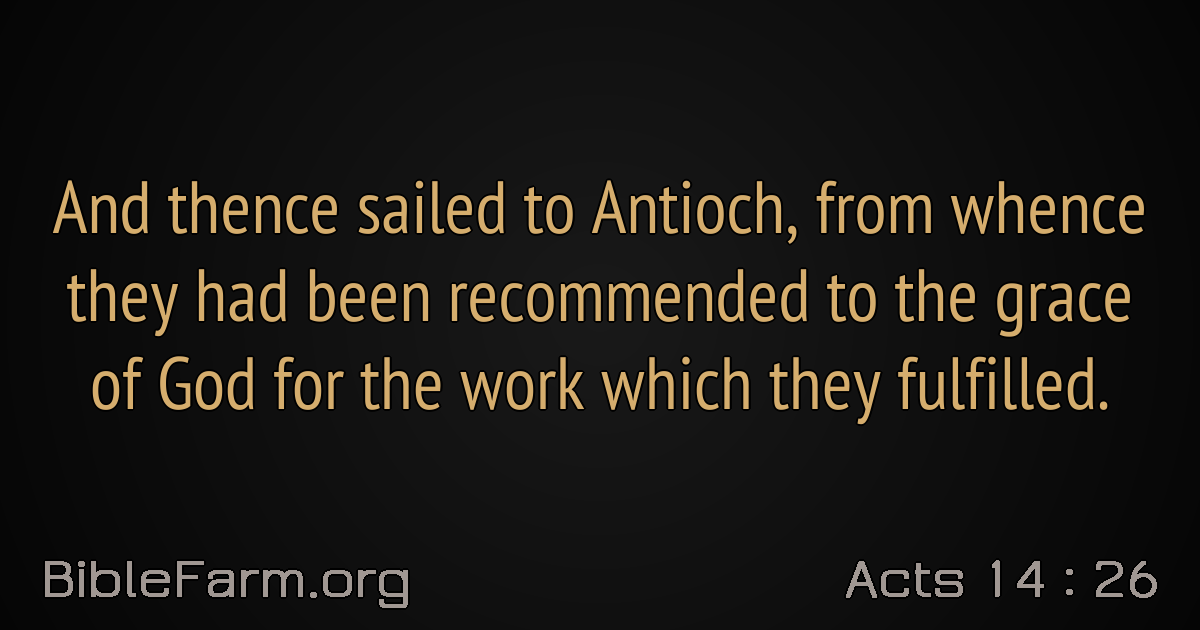 And thence sailed to Antioch, from whence
they had been recommended to the grace
of God for the work which they fulfilled.
BibleFarm.org
Acts 14 : 26